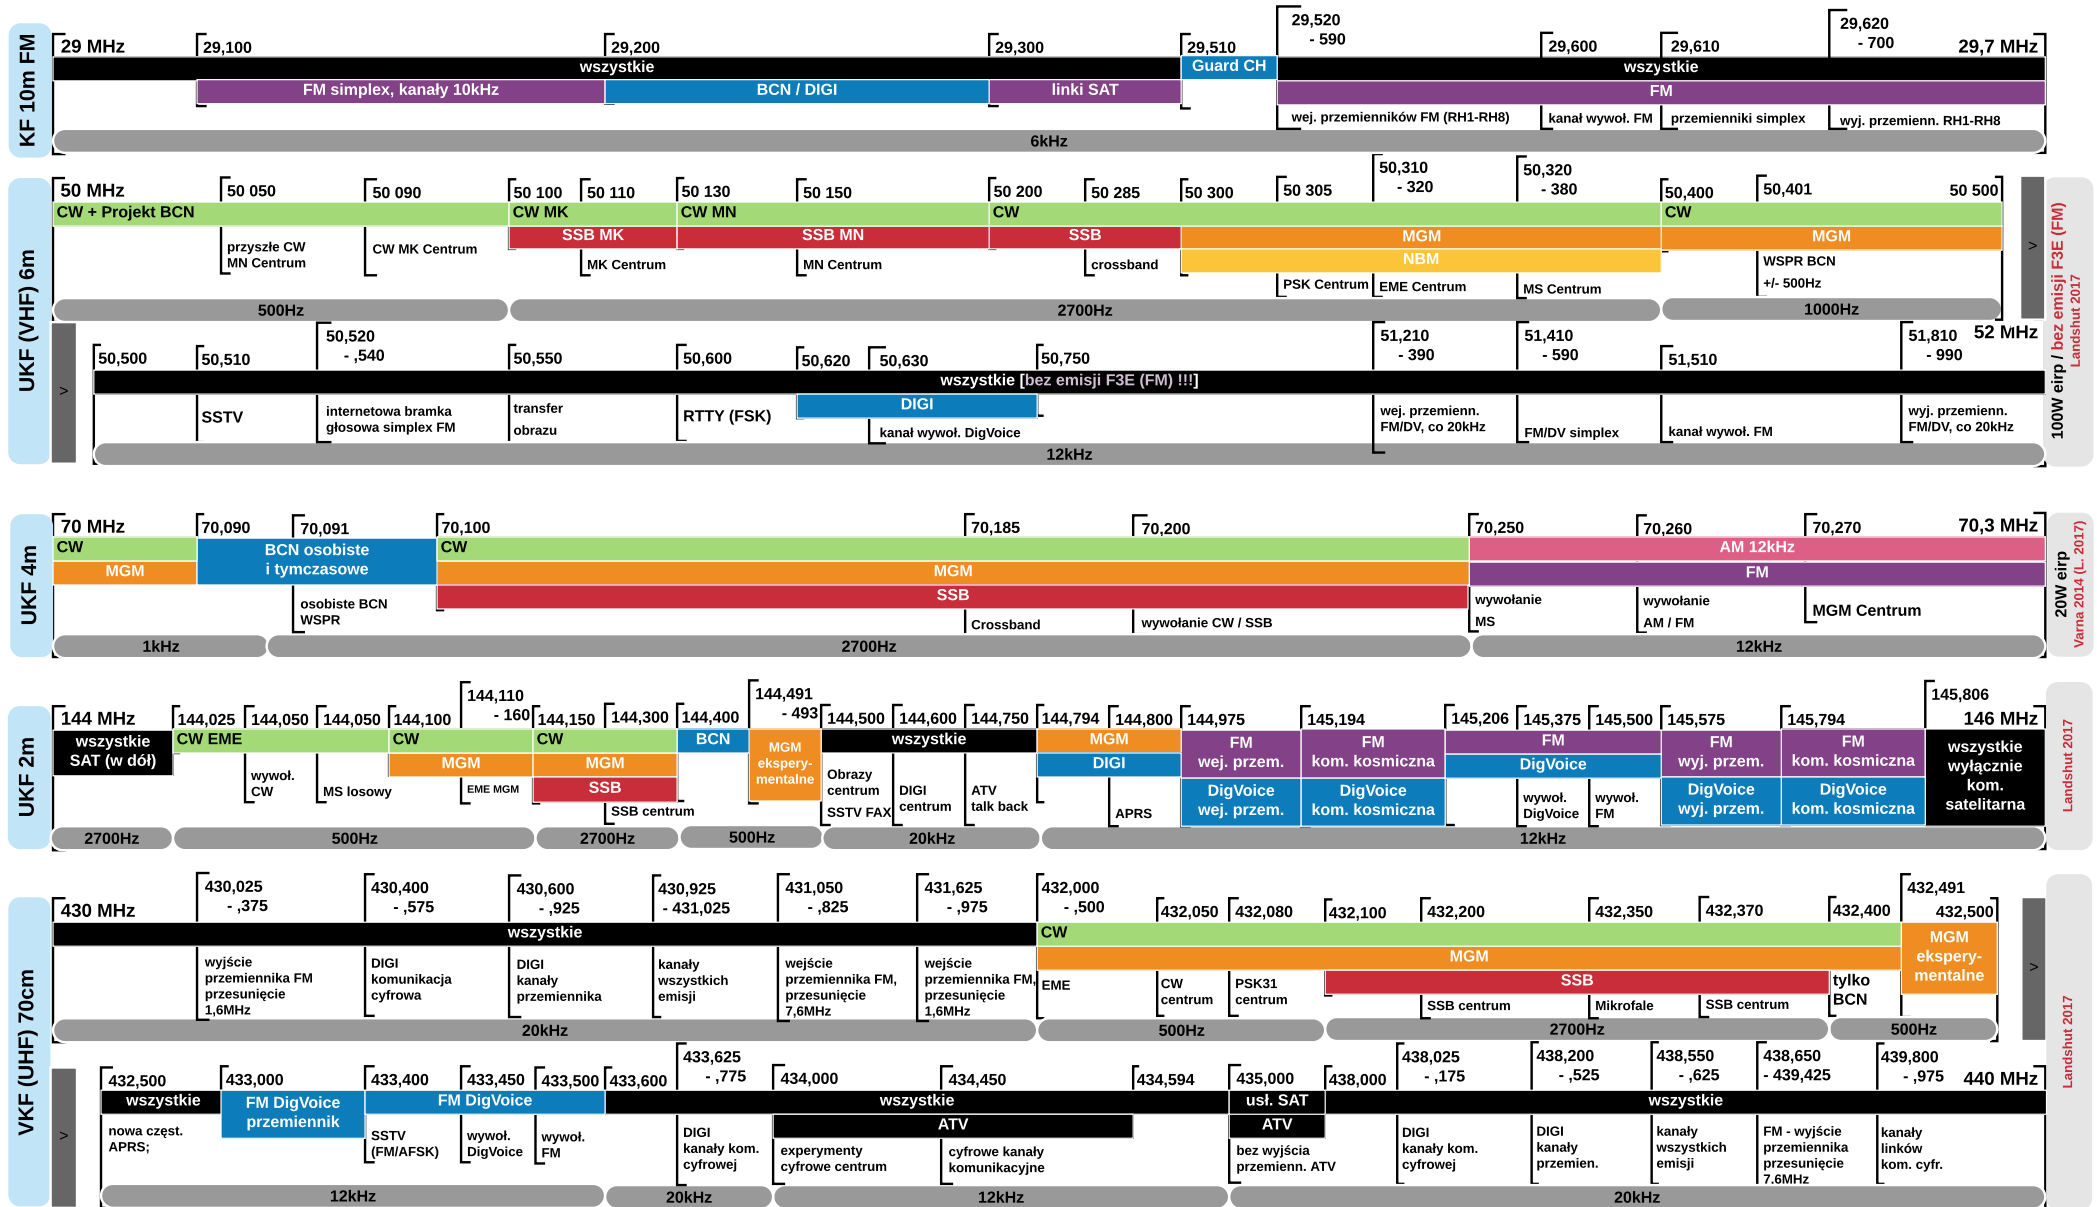 KF 10m FM
29 MHz
29,100
29,200
29,300
29,510
29,520
- 590
29,600
29,610
29,620
- 700
29,7 MHz
wszystkie
Guard CH
wszystkie
FM simplex, kanały 10kHz
BCN / DIGI
linki SAT
FM
wej. przemienników FM (RH1-RH8)
kanał wywoł. FM
przemienniki simplex
wyj. przemienn. RH1-RH8
6kHz
UKF (VHF) 6m
50 MHz
50 050
50 090
50 100
50 110
50 130
50 150
50 200
50 285
50 300
50 305
50,310
- 320
50,320
- 380
50,400
50,401
50 500
CW + Projekt BCN
CW MK
CW MN
CW
CW
SSB MK
SSB MN
SSB
MGM
MGM
NBM
przyszłe CW
MN Centrum
CW MK Centrum
MK Centrum
MN Centrum
crossband
PSK Centrum
EME Centrum
MS Centrum
WSPR BCN
+/- 500Hz
500Hz
2700Hz
1000Hz
>
100W eirp / bez emisji F3E (FM)
Landshut 2017
>
50,500
50,510
50,520
- ,540
50,550
50,600
50,620
50,630
50,750
51,210
- 390
51,410
- 590
51,510
51,810
- 990
52 MHz
wszystkie [bez emisji F3E (FM) !!!]
DIGI
SSTV
internetowa bramka
głosowa simplex FM
transfer
obrazu
RTTY (FSK)
kanał wywoł. DigVoice
wej. przemienn.
FM/DV, co 20kHz
FM/DV simplex
kanał wywoł. FM
wyj. przemienn.
FM/DV, co 20kHz
12kHz
UKF 4m
70 MHz
70,090
70,091
70,100
70,185
70,200
70,250
70,260
70,270
70,3 MHz
CW
BCN osobiste
i tymczasowe
CW
AM 12kHz
MGM
MGM
FM
SSB
osobiste BCN
WSPR
Crossband
wywołanie CW / SSB
wywołanie
MS
wywołanie
AM / FM
MGM Centrum
1kHz
2700Hz
12kHz
20W eirp
Varna 2014 (L. 2017)
UKF 2m
144 MHz
144,025
144,050
144,050
144,100
144,110
- 160
144,150
144,300
144,400
144,491
- 493
144,500
144,600
144,750
144,794
144,800
144,975
145,194
145,206
145,375
145,500
145,575
145,794
145,806
146 MHz
wszystkie
SAT (w dół)
CW EME
CW
CW
BCN
MGM
ekspery-
mentalne
wszystkie
MGM
FM
wej. przem.
FM
kom. kosmiczna
FM
FM
wyj. przem.
FM
kom. kosmiczna
wszystkie
wyłącznie
kom.
satelitarna
MGM
MGM
DIGI
DigVoice
SSB
DigVoice
wej. przem.
DigVoice
kom. kosmiczna
DigVoice
wyj. przem.
DigVoice
kom. kosmiczna
wywoł.
CW
MS losowy
EME MGM
SSB centrum
Obrazy
centrum
SSTV FAX
DIGI
centrum
ATV
talk back
APRS
wywoł.
DigVoice
wywoł.
FM
2700Hz
500Hz
2700Hz
500Hz
20kHz
12kHz
Landshut 2017
VKF (UHF) 70cm
430 MHz
430,025
- ,375
430,400
- ,575
430,600
- ,925
430,925
- 431,025
431,050
- ,825
431,625
- ,975
432,000
- ,500
432,050
432,080
432,100
432,200
432,350
432,370
432,400
432,491
432,500
wszystkie
CW
MGM
ekspery-
mentalne
MGM
SSB
wyjście
przemiennika FM
przesunięcie
1,6MHz
DIGI
komunikacja
cyfrowa
DIGI
kanały
przemiennika
kanały
wszystkich
emisji
wejście
przemiennika FM,
przesunięcie
7,6MHz
wejście
przemiennika FM,
przesunięcie
1,6MHz
EME
CW
centrum
PSK31
centrum
SSB centrum
Mikrofale
SSB centrum
tylko
BCN
20kHz
500Hz
2700Hz
500Hz
>
Landshut 2017
>
432,500
433,000
433,400
433,450
433,500
433,600
433,625
- ,775
434,000
434,450
434,594
435,000
438,000
438,025
- ,175
438,200
- ,525
438,550
- ,625
438,650
- 439,425
439,800
- ,975
440 MHz
wszystkie
FM DigVoice
przemiennik
FM DigVoice
wszystkie
usł. SAT
wszystkie
ATV
ATV
nowa częst.
APRS;
SSTV
(FM/AFSK)
wywoł.
DigVoice
wywoł.
FM
DIGI
kanały kom.
cyfrowej
experymenty
cyfrowe centrum
cyfrowe kanały
komunikacyjne
bez wyjścia
przemienn. ATV
DIGI
kanały kom.
cyfrowej
DIGI
kanały
przemien.
kanały
wszystkich
emisji
FM - wyjście
przemiennika
przesunięcie
7.6MHz
kanały
linków
kom. cyfr.
12kHz
20kHz
12kHz
20kHz